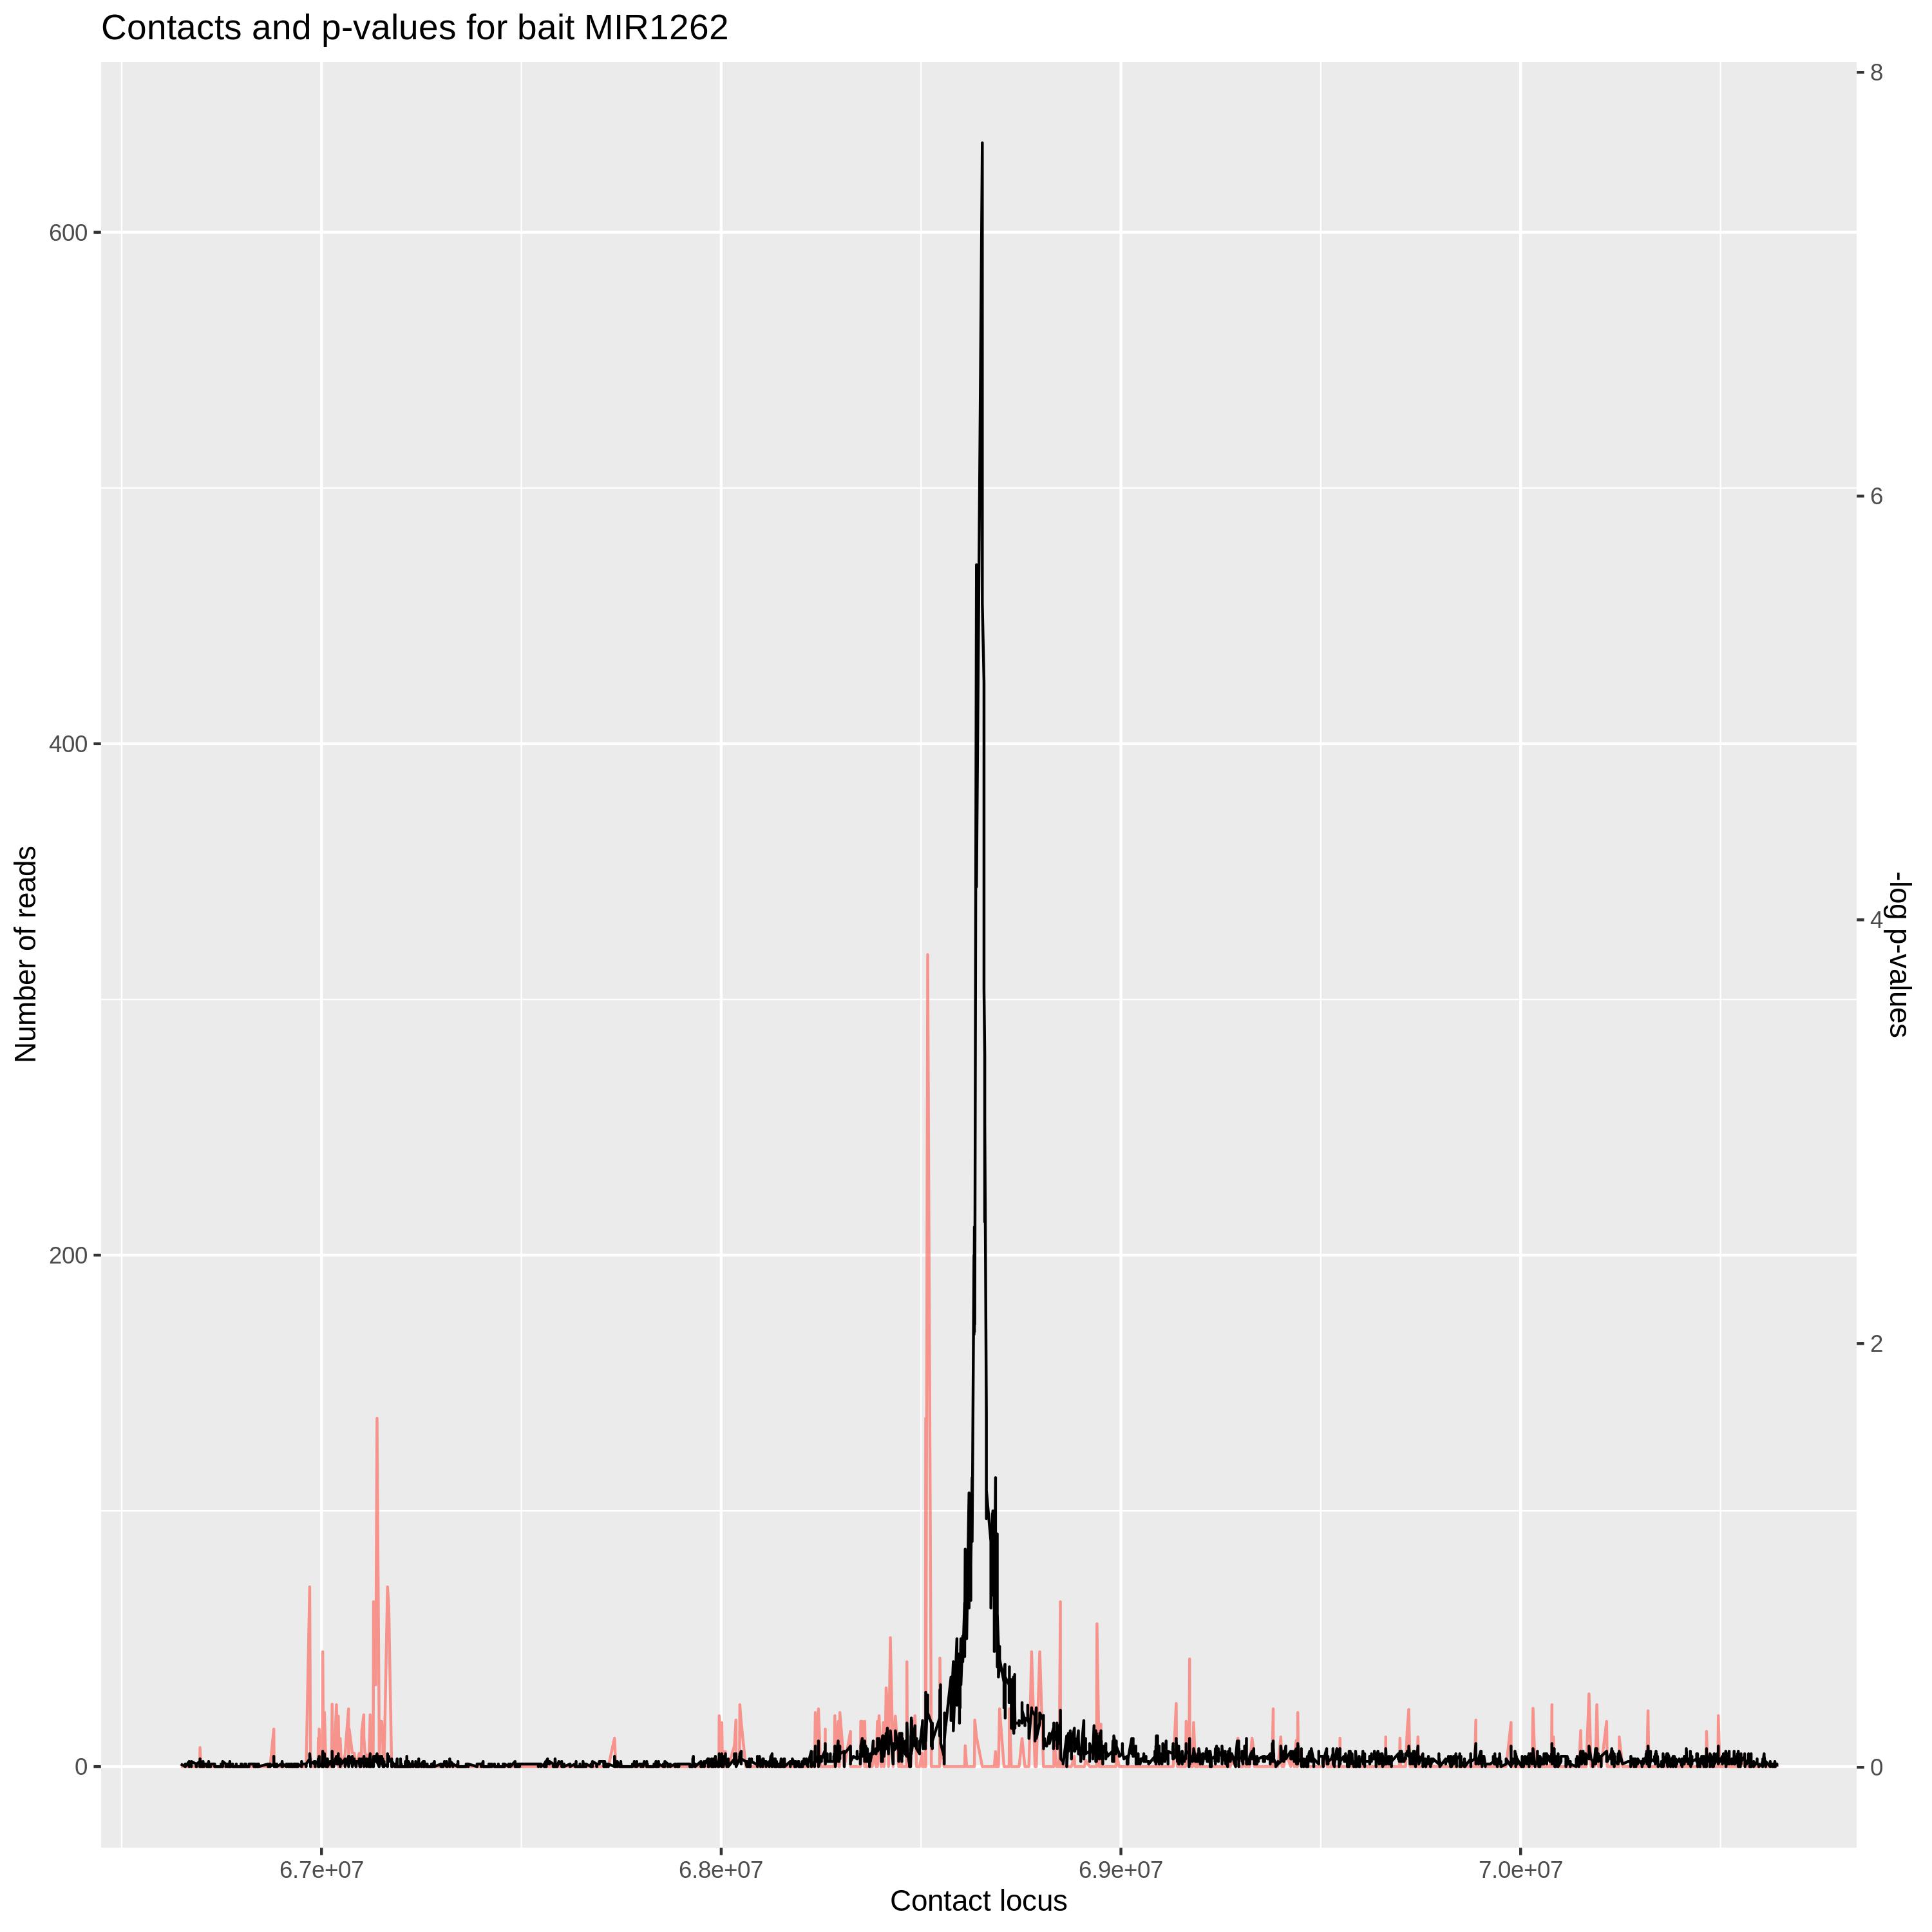 Contacts and p-values for bait MIR1262
8
600
6
400
Number of reads
-log p-values
4
200
2
0
0
6.7e+07
6.8e+07
6.9e+07
7.0e+07
Contact locus